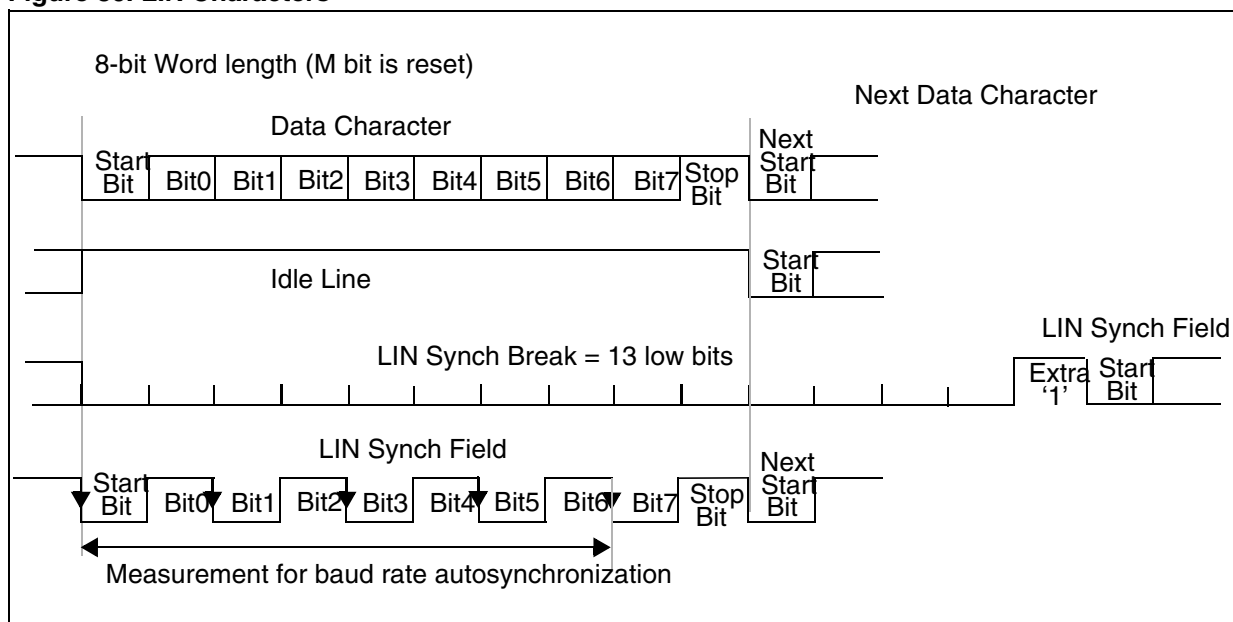 8-bit Word length (M bit is reset)
Next Data Character
Data Character
Start
Bit
Bit0
Bit1
Bit2
Bit3
Bit4
Bit5
Bit6
Bit7
Stop
Bit
Next
Start
Bit
Idle Line
Start
Bit
LIN Synch Field
LIN Synch Break = 13 low bits
Extra
‘1’
Start
Bit
LIN Synch Field
Start
Bit
Bit0
Bit1
Bit2
Bit3
Bit4
Bit5
Bit6
Bit7
Stop
Bit
Next
Start
Bit
Measurement for baud rate autosynchronization